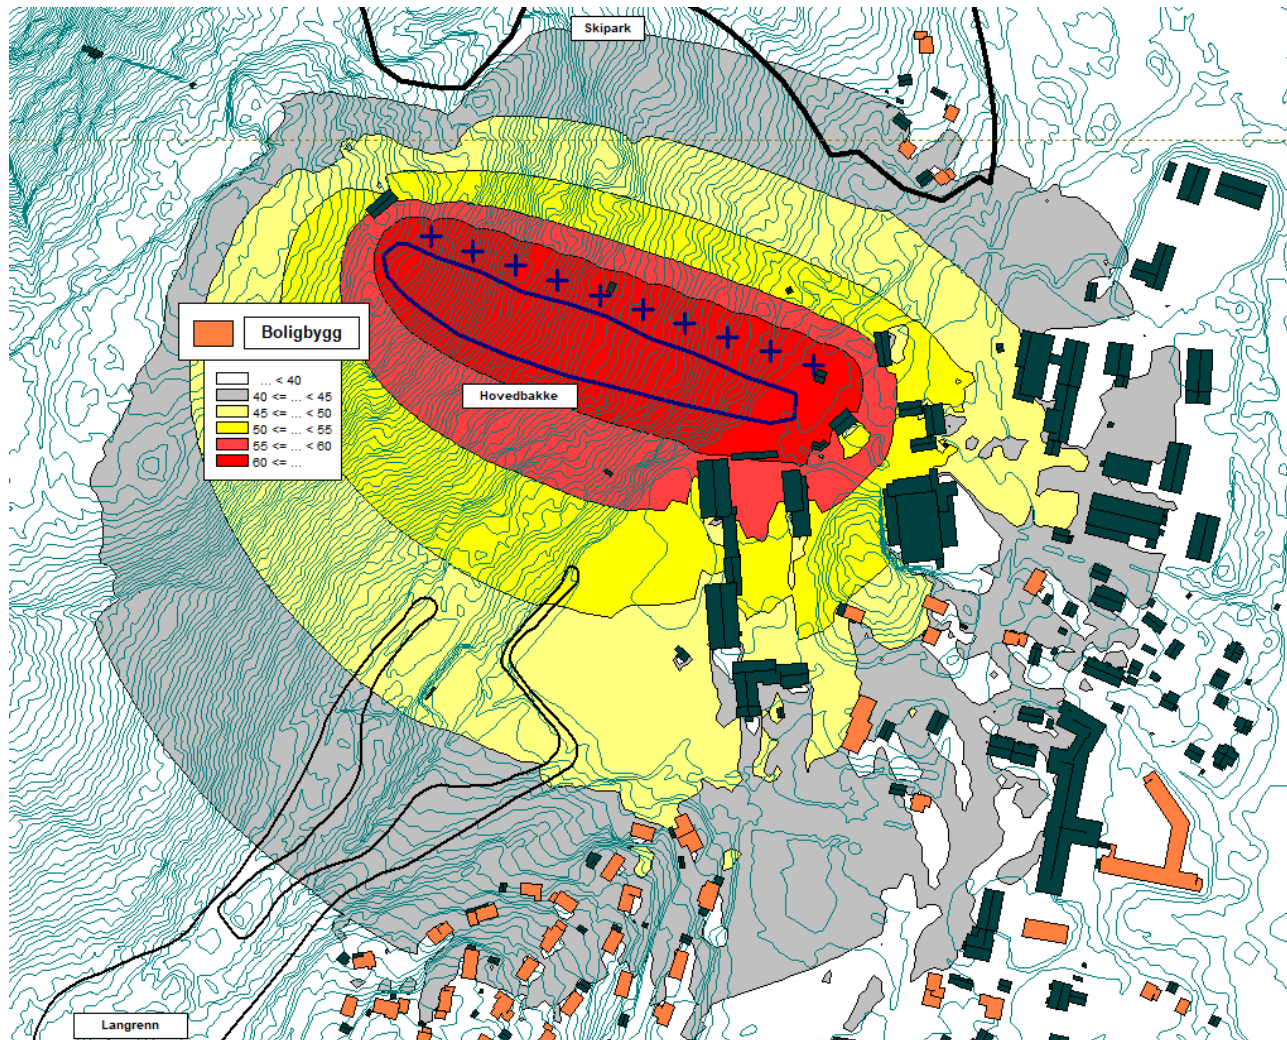 Skipark
Boligbygg
... < 40
40 <= ... < 45
45 <= ... < 50
50 <= ... < 55
55 <= ... < 60
60 <= ...
Hovedbakke
Langrenn